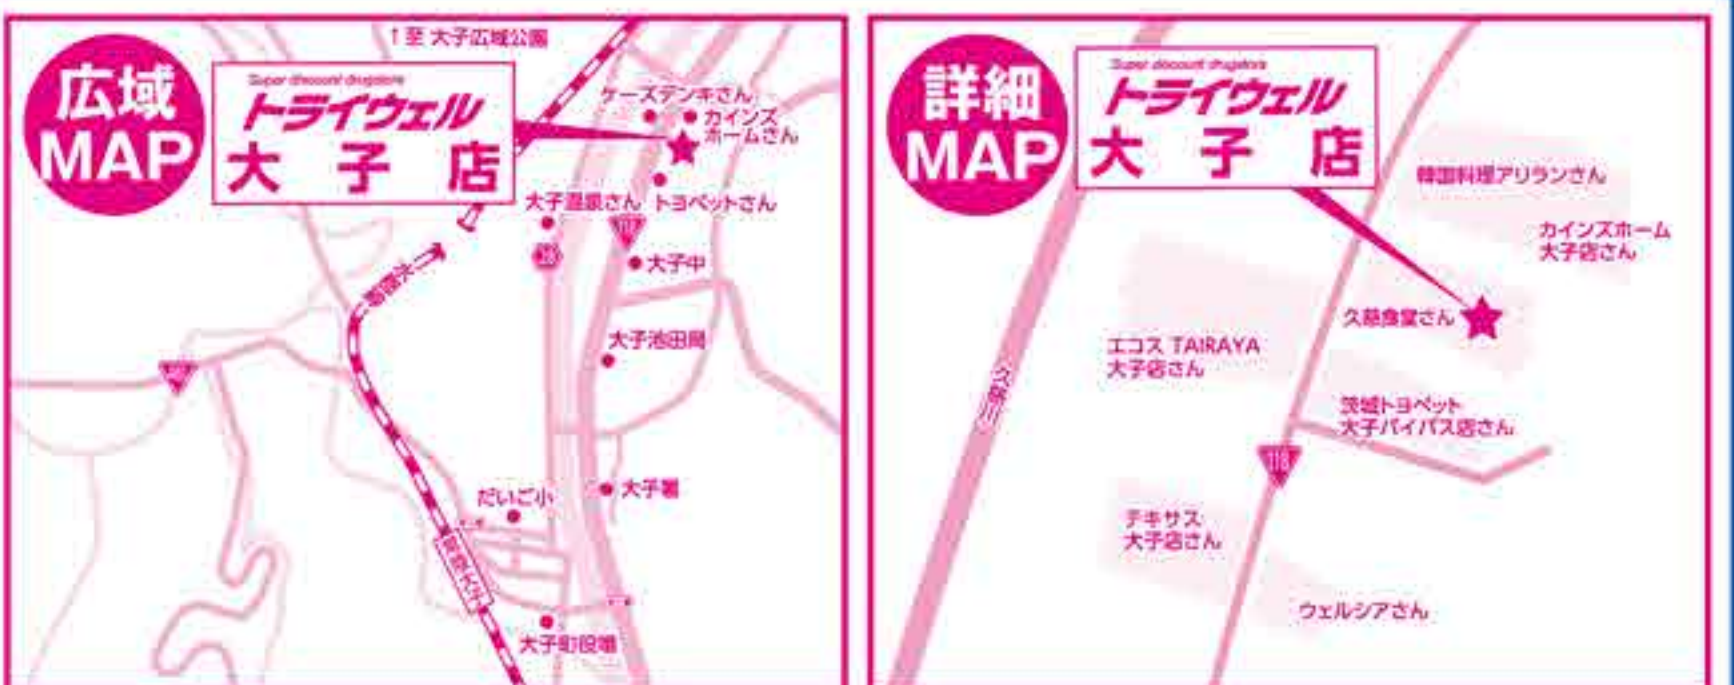 広域
MAP
↑至 大子広域公園
Super discount drugstore
トライウェル
大子店
ケーズデンキさん
カインズ
ホームさん
大子温泉さん
トヨペットさん
大子中
水郡線
大子池田局
だいご小
大子署
大子町役場
詳細
MAP
Super discount drugstore
トライウェル
大子店
韓国料理アリランさん
カインズホーム
大子店さん
久慈食堂さん
エコス TAIRAYA
大子店さん
久慈川
茨城トヨペット
大子バイパス店さん
118
テキサス
大子店さん
ウェルシアさん